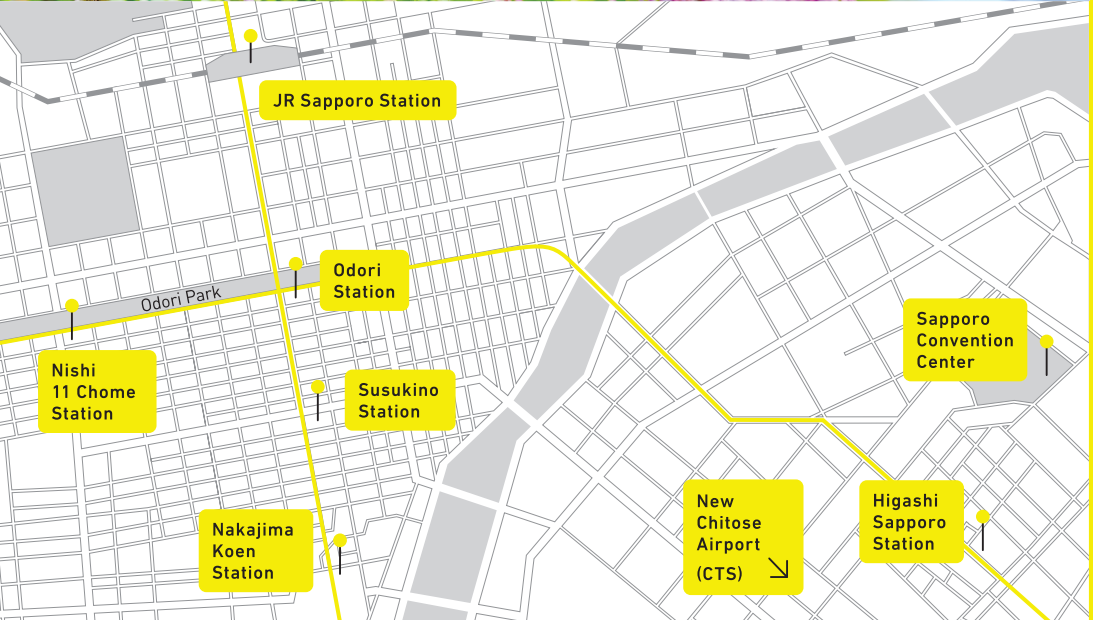 JR Sapporo Station
Odori
Station
Odori Park
Nishi
11 Chome
Station
Susukino
Station
Sapporo
Convention
Center
Nakajima
Koen
Station
New
Chitose
Airport
(CTS)
Higashi
Sapporo
Station